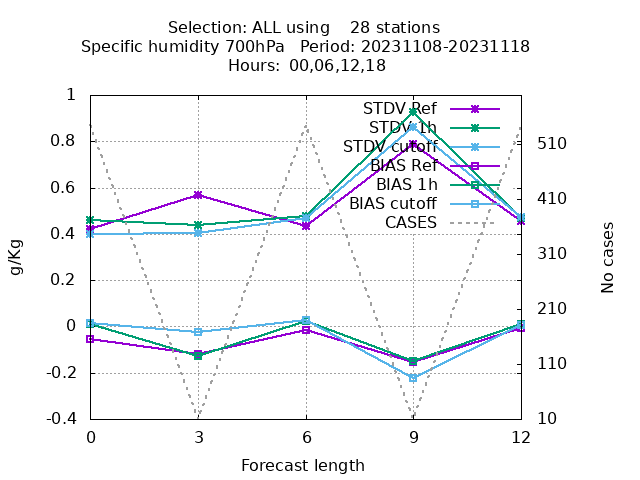 Selection: ALL using    28 stations
Specific humidity 700hPa   Period: 20231108-20231118
Hours: 00,06,12,18
STDV Ref
STDV 1h
STDV cutoff
BIAS Ref
BIAS 1h
BIAS cutoff
CASES
1
0.8
0.6
0.4
0.2
0
-0.2
-0.4
g/Kg
510
410
310
210
110
10
No cases
0 3 6 9 12
Forecast length